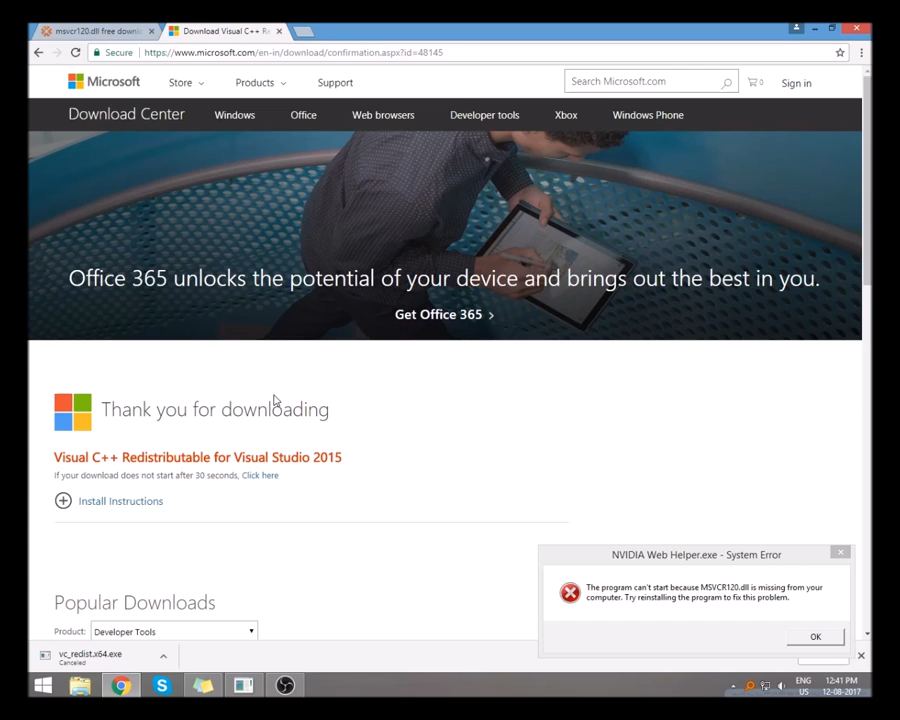 msvcr120.dll free downl
Download Visual C++ Re
Secure
https://www.microsoft.com/en-in/download/confirmation.aspx?id=48145
Microsoft
Store
Products
Support
Search Microsoft.com
0
Sign in
Download Center
Windows
Office
Web browsers
Developer tools
Xbox
Windows Phone
Office 365 unlocks the potential of your device and brings out the best in you.
Get Office 365
Thank you for downloading
Visual C++ Redistributable for Visual Studio 2015
If your download does not start after 30 seconds, Click here
Install Instructions
NVIDIA Web Helper.exe - System Error
The program can't start because MSVCR120.dll is missing from your
computer. Try reinstalling the program to fix this problem.
OK
Popular Downloads
Product:
Developer Tools
vc_redist.x64.exe
Canceled
ENG
US
12:41 PM
12-08-2017